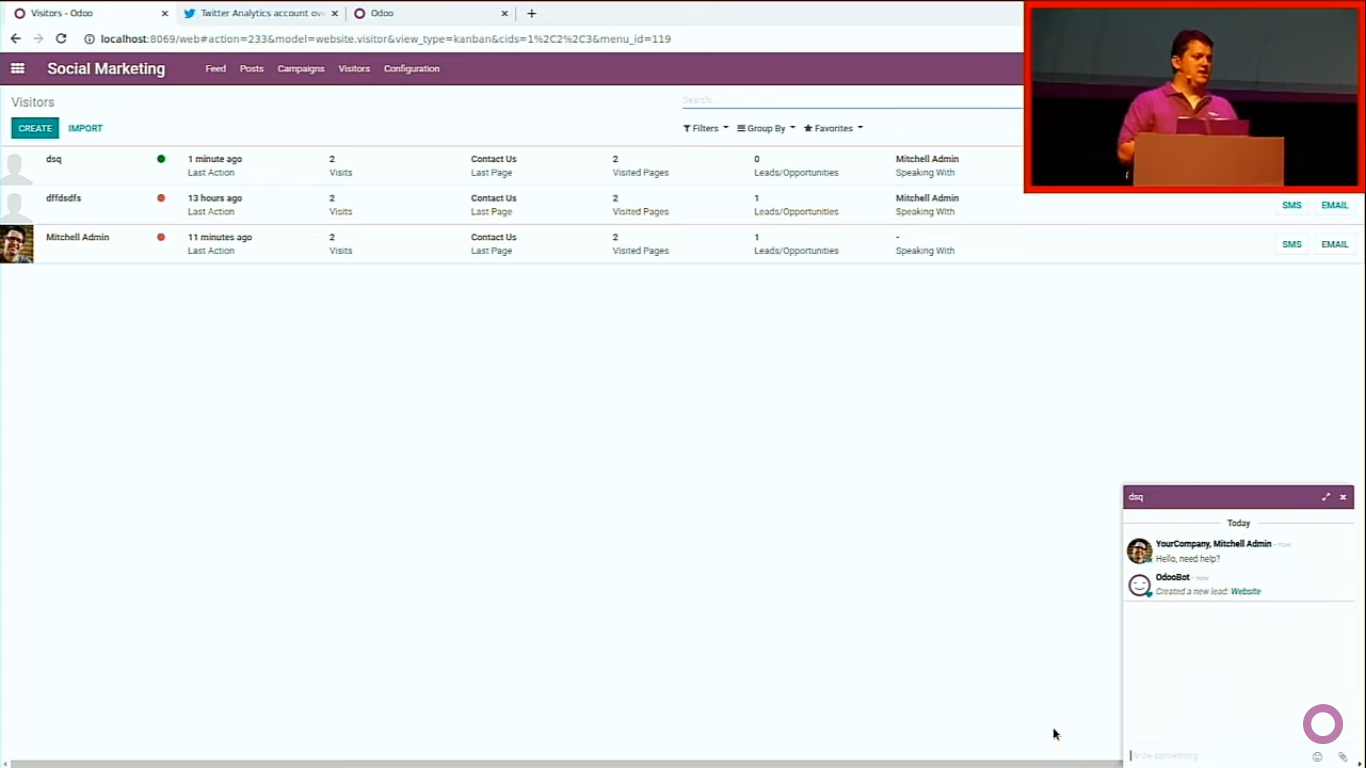 Visitors - Odoo
Twitter Analytics account ov
Odoo
localhost:8069/web#action=233&model=website.visitor&view_type=kanban&cids=1%2C2%2C3&menu_id=119
Social Marketing Feed Posts Campaigns Visitors Configuration
Visitors
Search...
CREATE IMPORT
Filters Group By Favorites
dsq 1 minute ago 2 Contact Us 2 0 Mitchell Admin
Last Action Visits Last Page Visited Pages Leads/Opportunities Speaking With
dffdsdfs 13 hours ago 2 Contact Us 2 1 Mitchell Admin
Last Action Visits Last Page Visited Pages Leads/Opportunities Speaking With
SMS EMAIL
Mitchell Admin 11 minutes ago 2 Contact Us 2 1 -
Last Action Visits Last Page Visited Pages Leads/Opportunities Speaking With
SMS EMAIL
dsq
Today
YourCompany, Mitchell Admin - now
Hello, need help?
OdooBot - now
Created a new lead: Website
Write something